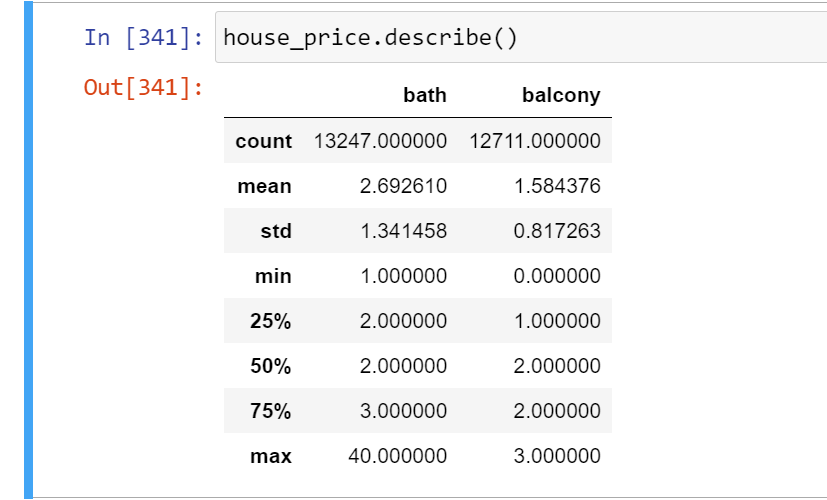 In [341]: house_price.describe()
Out[341]:
bath balcony
count 13247.000000 12711.000000
mean 2.692610 1.584376
std 1.341458 0.817263
min 1.000000 0.000000
25% 2.000000 1.000000
50% 2.000000 2.000000
75% 3.000000 2.000000
max 40.000000 3.000000